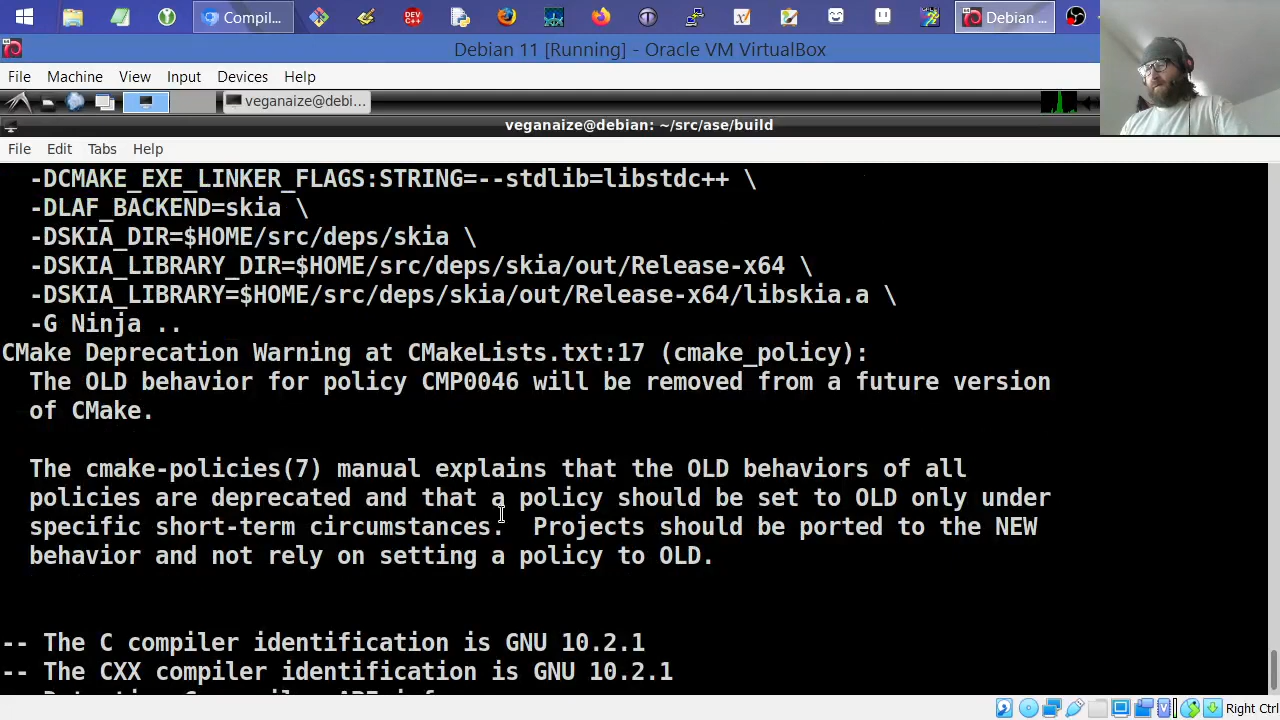 Compil...
Debian ...
Debian 11 [Running] - Oracle VM VirtualBox
File Machine View Input Devices Help
veganaize@debi...
veganaize@debian: ~/src/ase/build
File Edit Tabs Help
-DCMAKE_EXE_LINKER_FLAGS:STRING=--stdlib=libstdc++ \
-DLAF_BACKEND=skia \
-DSKIA_DIR=$HOME/src/deps/skia \
-DSKIA_LIBRARY_DIR=$HOME/src/deps/skia/out/Release-x64 \
-DSKIA_LIBRARY=$HOME/src/deps/skia/out/Release-x64/libskia.a \
-G Ninja ..
CMake Deprecation Warning at CMakeLists.txt:17 (cmake_policy):
The OLD behavior for policy CMP0046 will be removed from a future version
of CMake.
The cmake-policies(7) manual explains that the OLD behaviors of all
policies are deprecated and that a policy should be set to OLD only under
specific short-term circumstances.  Projects should be ported to the NEW
behavior and not rely on setting a policy to OLD.
-- The C compiler identification is GNU 10.2.1
-- The CXX compiler identification is GNU 10.2.1
Right Ctrl